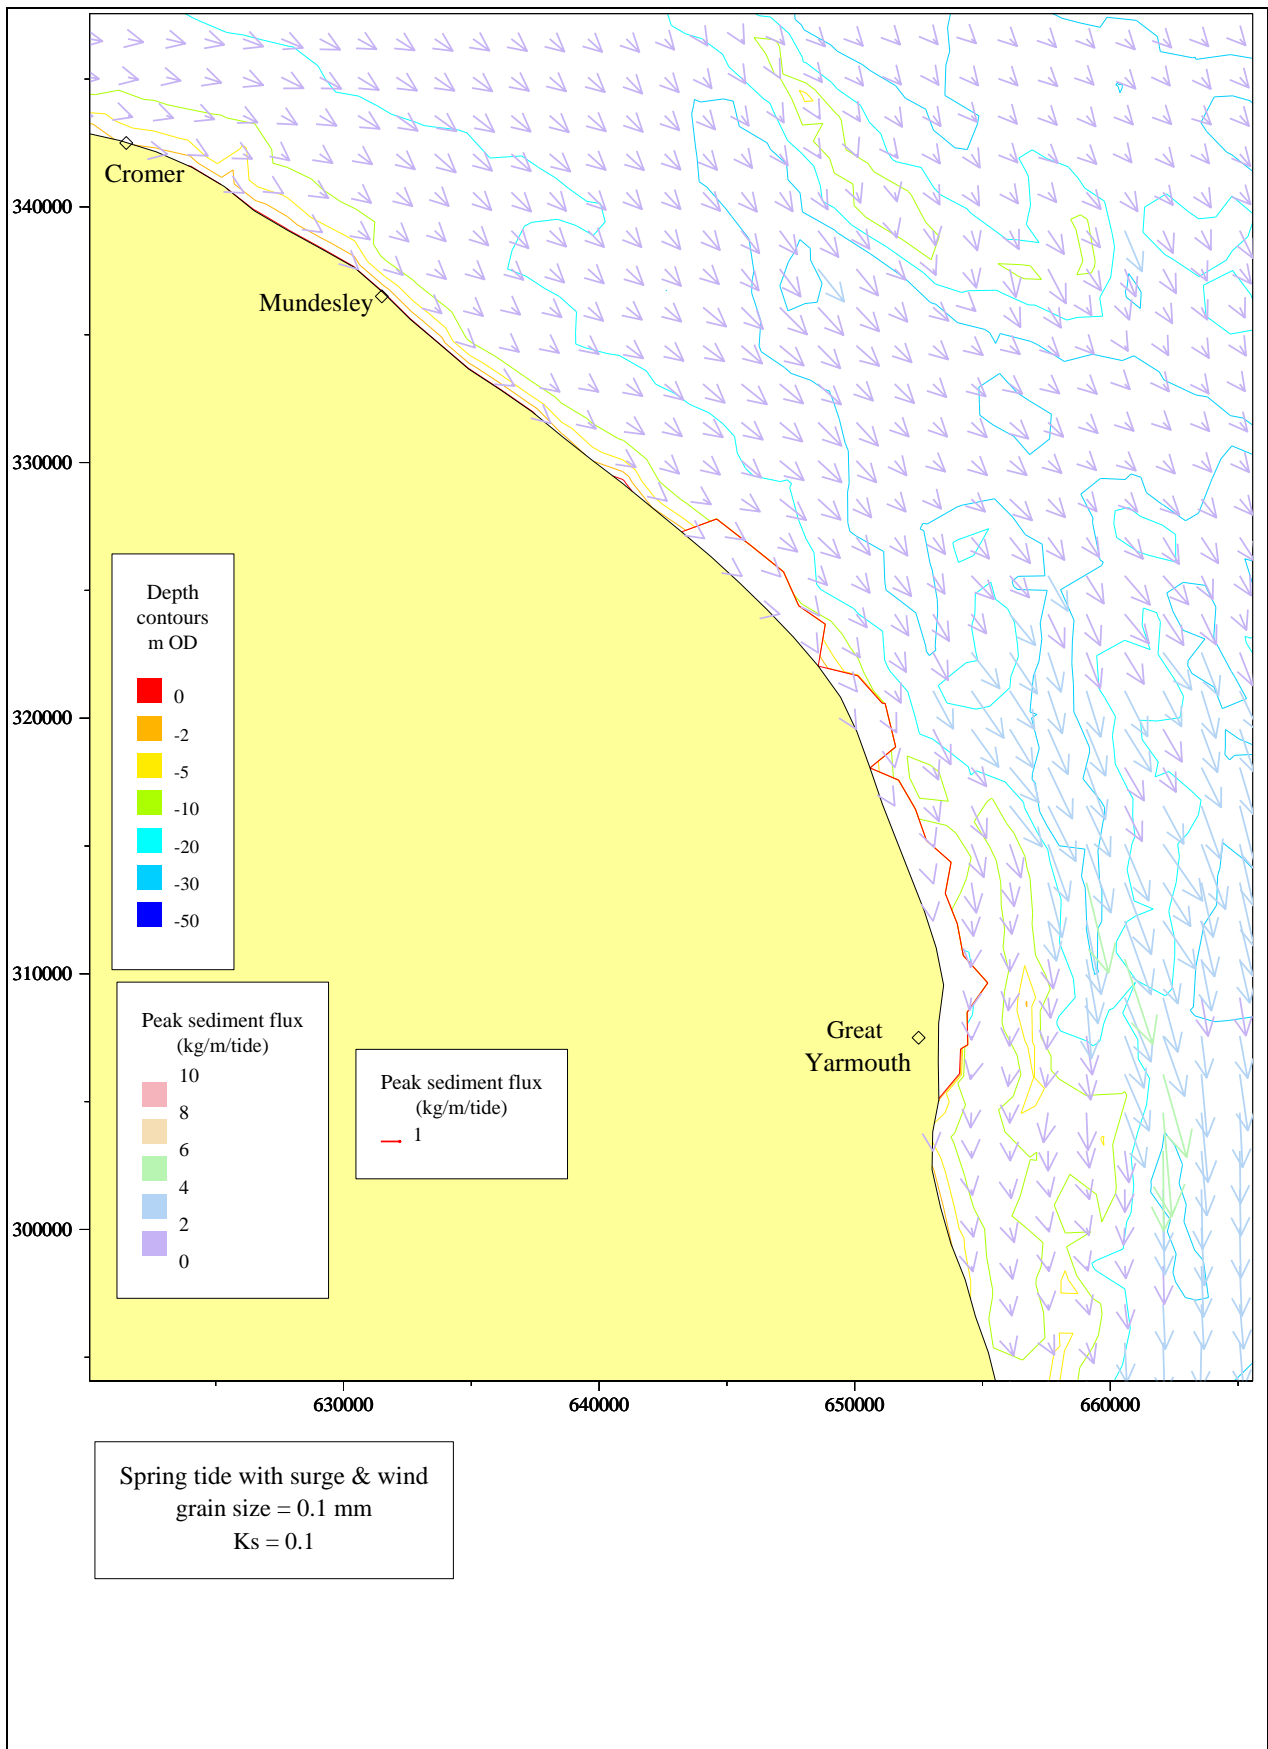 Cromer
340000
Mundesley
330000
Depth
contours
m OD
0
-2
-5
-10
-20
-30
-50
320000
310000
Peak sediment flux
(kg/m/tide)
10
8
6
4
2
0
Peak sediment flux
(kg/m/tide)
1
Great
Yarmouth
300000
630000
640000
650000
660000
Spring tide with surge & wind
grain size = 0.1 mm
Ks = 0.1